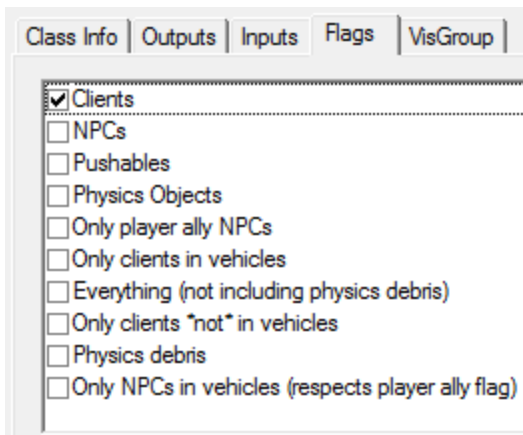 Class Info Outputs Inputs Flags VisGroup
Clients
NPCs
Pushables
Physics Objects
Only player ally NPCs
Only clients in vehicles
Everything (not including physics debris)
Only clients *not* in vehicles
Physics debris
Only NPCs in vehicles (respects player ally flag)